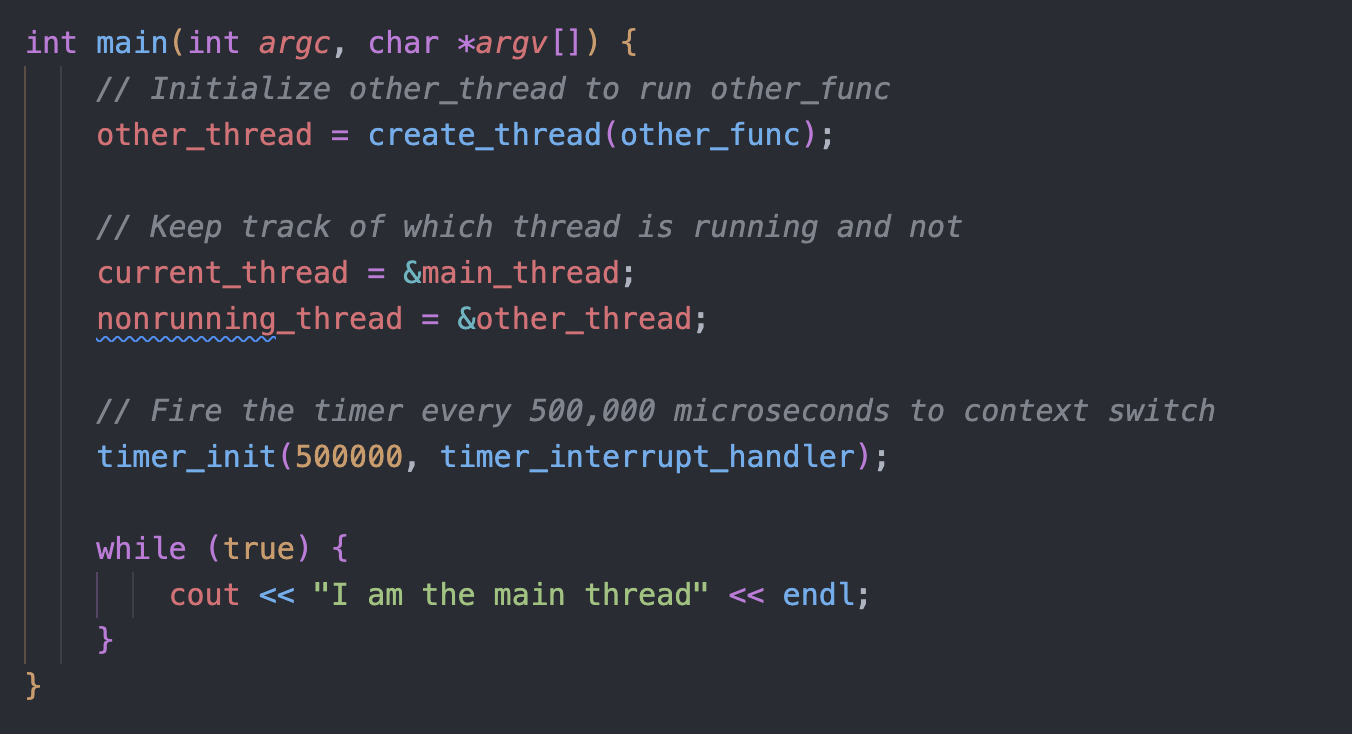 int main(int argc, char *argv[]) {
    // Initialize other_thread to run other_func
    other_thread = create_thread(other_func);

    // Keep track of which thread is running and not
    current_thread = &main_thread;
    nonrunning_thread = &other_thread;

    // Fire the timer every 500,000 microseconds to context switch
    timer_init(500000, timer_interrupt_handler);

    while (true) {
        cout << "I am the main thread" << endl;
    }
}